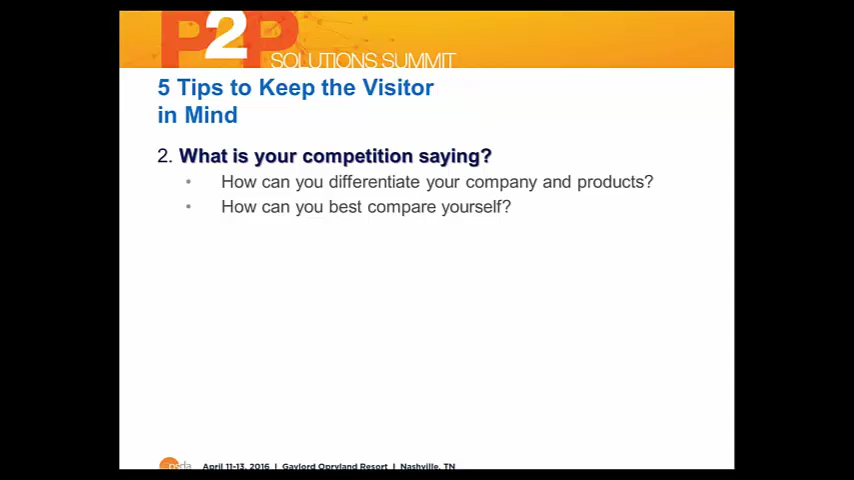 P2P
SOLUTIONS SUMMIT
5 Tips to Keep the Visitor
in Mind
2. What is your competition saying?
• How can you differentiate your company and products?
• How can you best compare yourself?
psda April 11-13, 2016 | Gaylord Opryland Resort | Nashville, TN